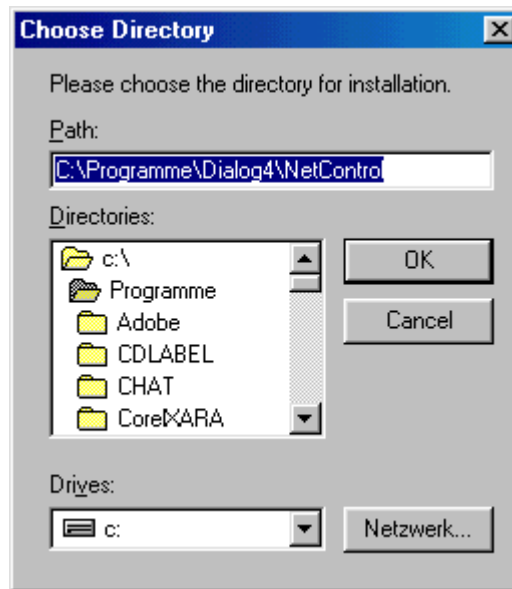 Choose Directory
Please choose the directory for installation.
Path:
C:\Programme\Dialog4\NetControl
Directories:
c:\
Programme
Adobe
CDLABEL
CHAT
CorelXARA
OK
Cancel
Drives:
c:
Netzwerk...